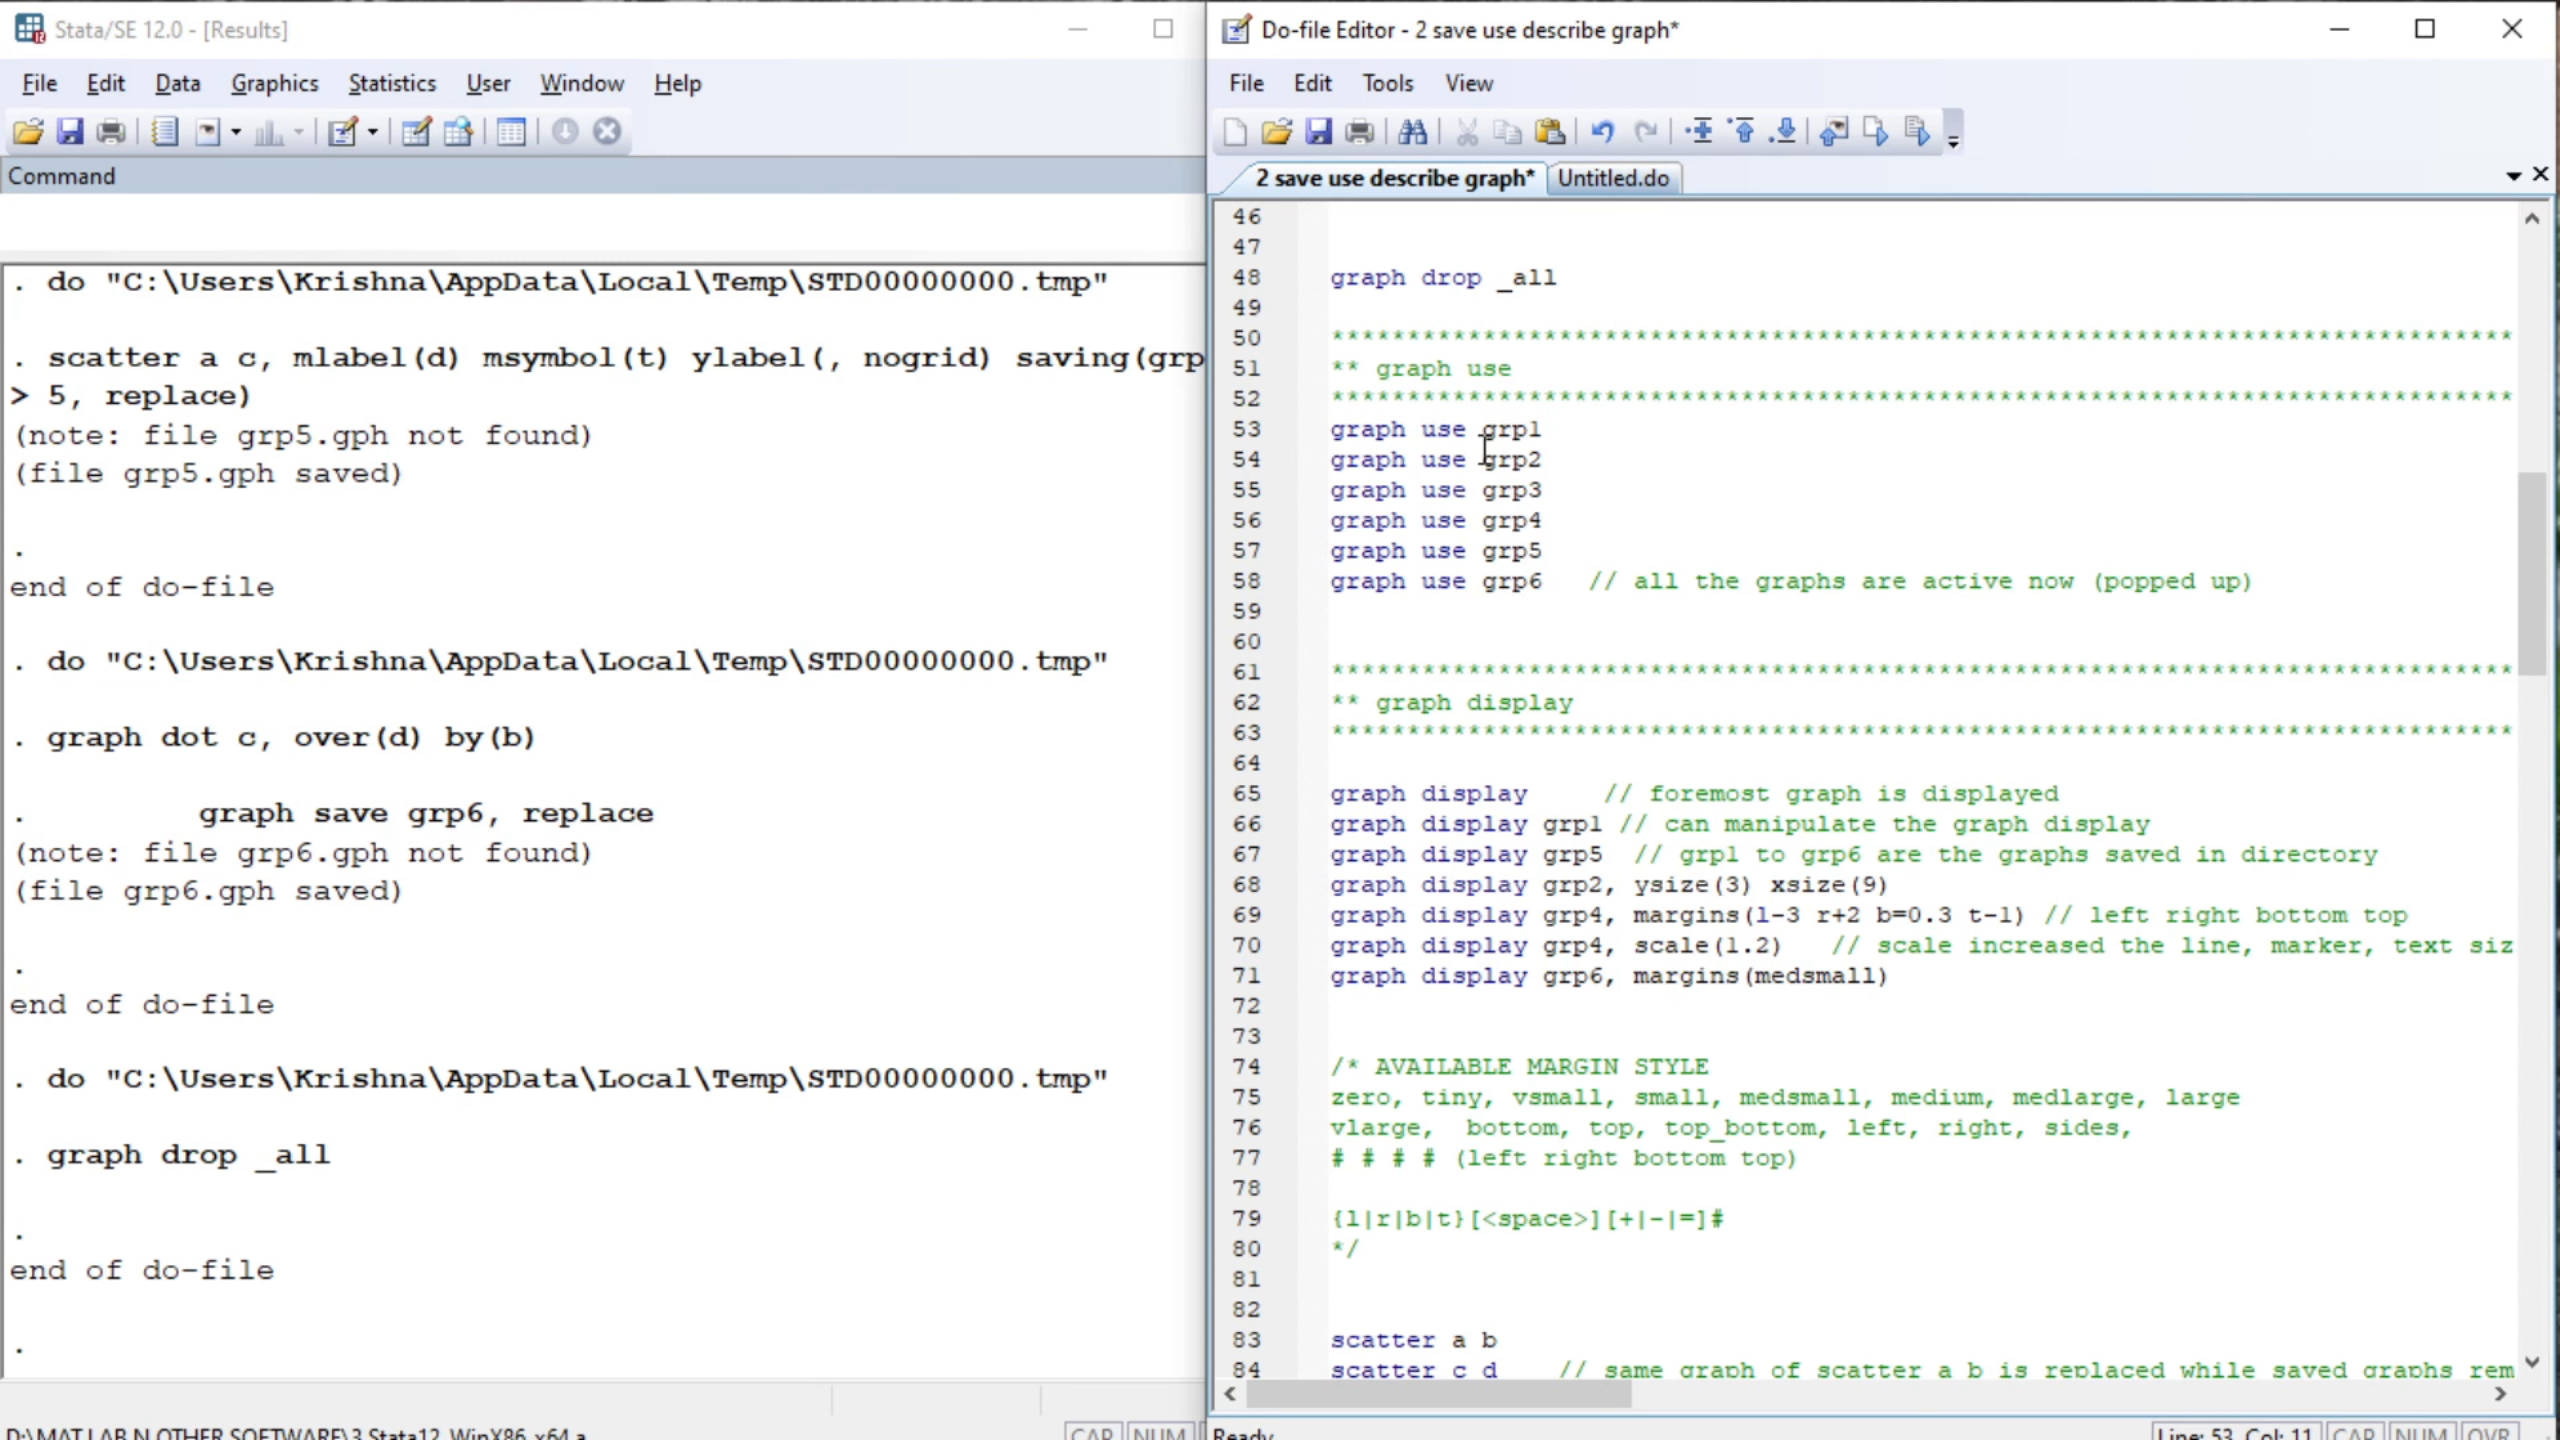 Stata/SE 12.0 - [Results]
File Edit Data Graphics Statistics User Window Help
Command
. do "C:\Users\Krishna\AppData\Local\Temp\STD00000000.tmp"
. scatter a c, mlabel(d) msymbol(t) ylabel(, nogrid) saving(grp
> 5, replace)
(note: file grp5.gph not found)
(file grp5.gph saved)
.
end of do-file
. do "C:\Users\Krishna\AppData\Local\Temp\STD00000000.tmp"
. graph dot c, over(d) by(b)
. graph save grp6, replace
(note: file grp6.gph not found)
(file grp6.gph saved)
.
end of do-file
. do "C:\Users\Krishna\AppData\Local\Temp\STD00000000.tmp"
. graph drop _all
.
end of do-file
.
D:\MATLAB N OTHER SOFTWARE\3 Stata12_WinX86_x64.a
CAP NUM
Do-file Editor - 2 save use describe graph*
File Edit Tools View
2 save use describe graph* Untitled.do
46
47
48 graph drop _all
49
50 ******************************************************************************
51 ** graph use
52 ******************************************************************************
53 graph use grp1
54 graph use grp2
55 graph use grp3
56 graph use grp4
57 graph use grp5
58 graph use grp6 // all the graphs are active now (popped up)
59
60
61 ******************************************************************************
62 ** graph display
63 ******************************************************************************
64
65 graph display // foremost graph is displayed
66 graph display grp1 // can manipulate the graph display
67 graph display grp5 // grp1 to grp6 are the graphs saved in directory
68 graph display grp2, ysize(3) xsize(9)
69 graph display grp4, margins(l-3 r+2 b=0.3 t-1) // left right bottom top
70 graph display grp4, scale(1.2) // scale increased the line, marker, text siz
71 graph display grp6, margins(medsmall)
72
73
74 /* AVAILABLE MARGIN STYLE
75 zero, tiny, vsmall, small, medsmall, medium, medlarge, large
76 vlarge, bottom, top, top_bottom, left, right, sides,
77 # # # # (left right bottom top)
78
79 {l|r|b|t}[<space>][+|-|=]#
80 */
81
82
83 scatter a b
84 scatter c d // same graph of scatter a b is replaced while saved graphs rem
Ready Line: 53, Col: 11 CAP NUM OVR